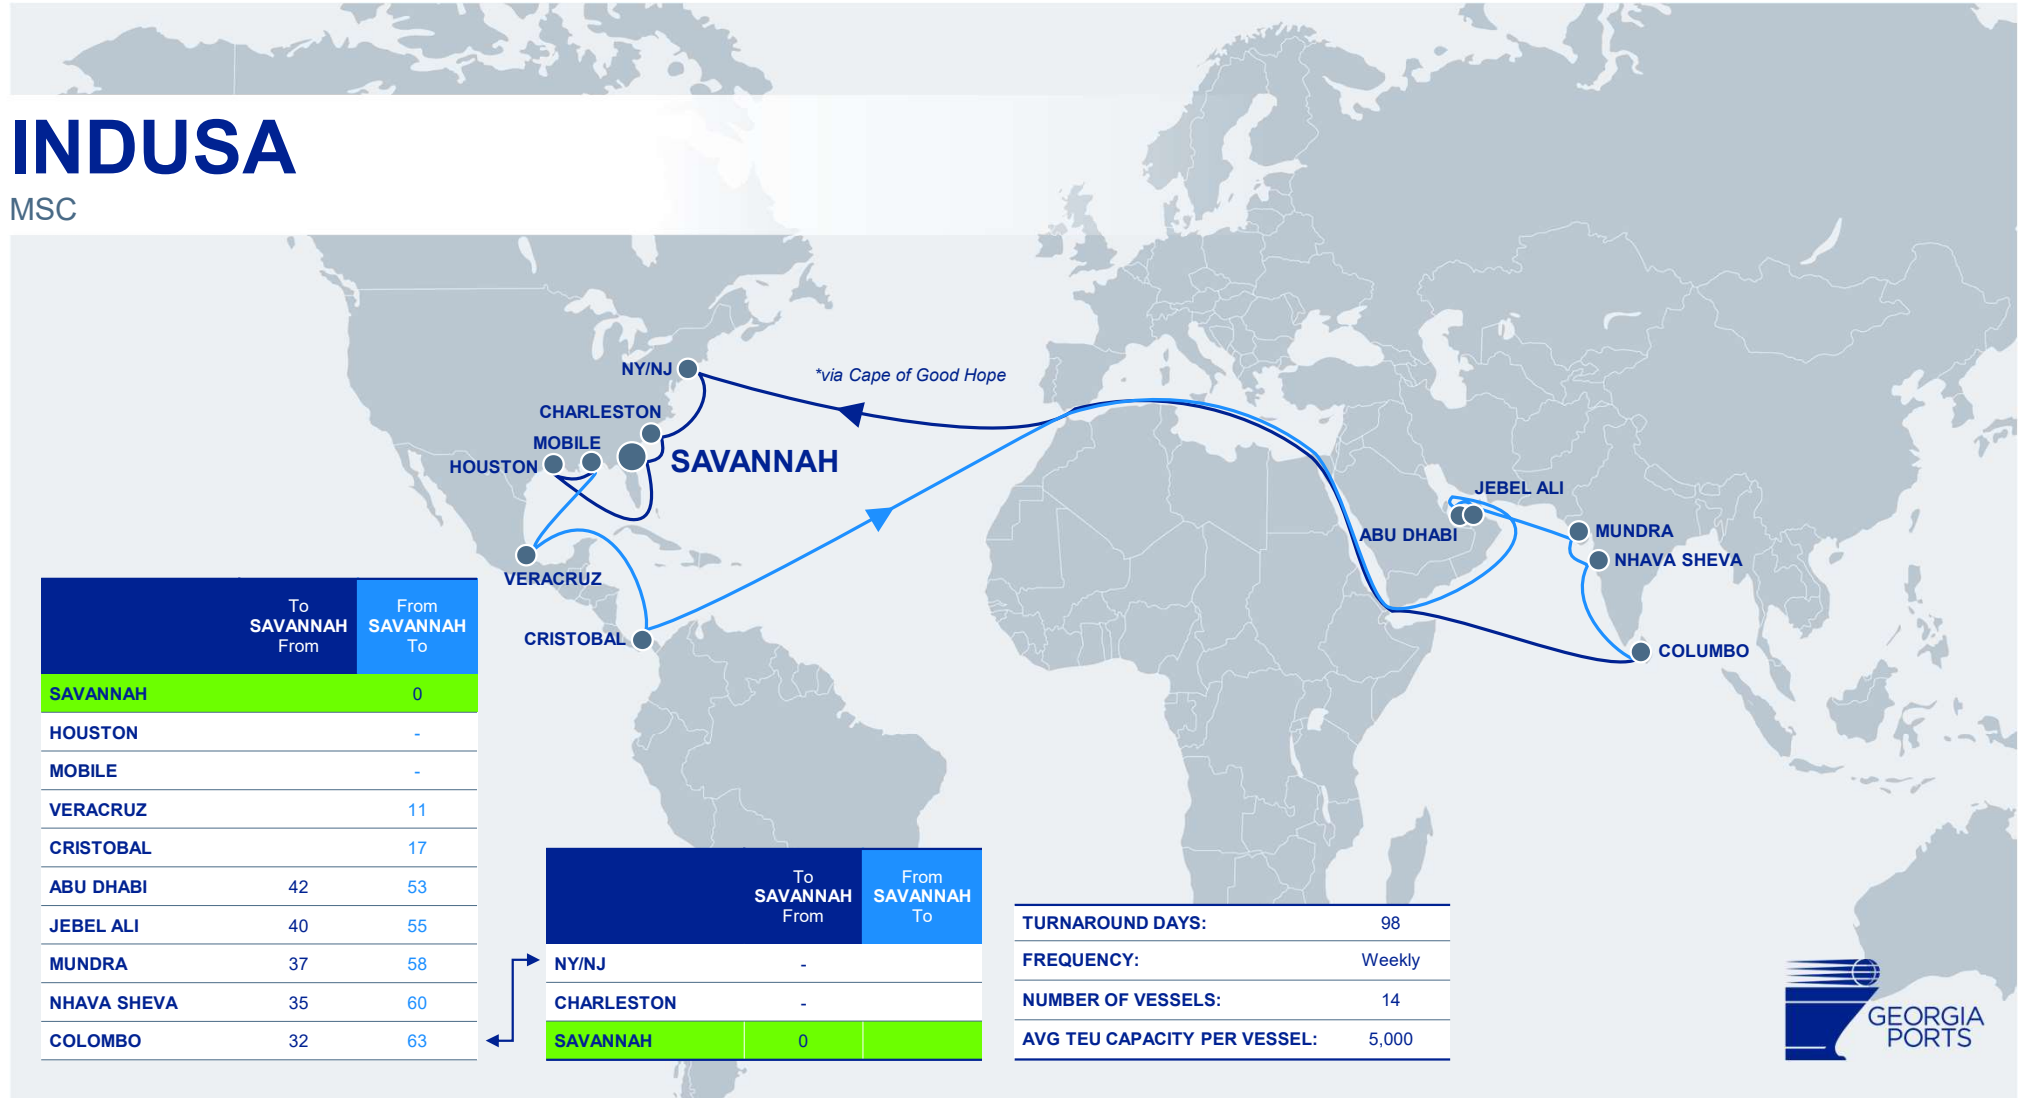 INDUSA
MSC
NY/NJ
*via Cape of Good Hope
CHARLESTON
MOBILE
HOUSTON
SAVANNAH
JEBEL ALI
ABU DHABI
MUNDRA
NHAVA SHEVA
VERACRUZ
CRISTOBAL
COLUMBO
To SAVANNAH From
From SAVANNAH To
SAVANNAH 0
HOUSTON -
MOBILE -
VERACRUZ 11
CRISTOBAL 17
ABU DHABI 42 53
JEBEL ALI 40 55
MUNDRA 37 58
NHAVA SHEVA 35 60
COLOMBO 32 63
To SAVANNAH From
From SAVANNAH To
NY/NJ -
CHARLESTON -
SAVANNAH 0
TURNAROUND DAYS: 98
FREQUENCY: Weekly
NUMBER OF VESSELS: 14
AVG TEU CAPACITY PER VESSEL: 5,000
GEORGIA
PORTS